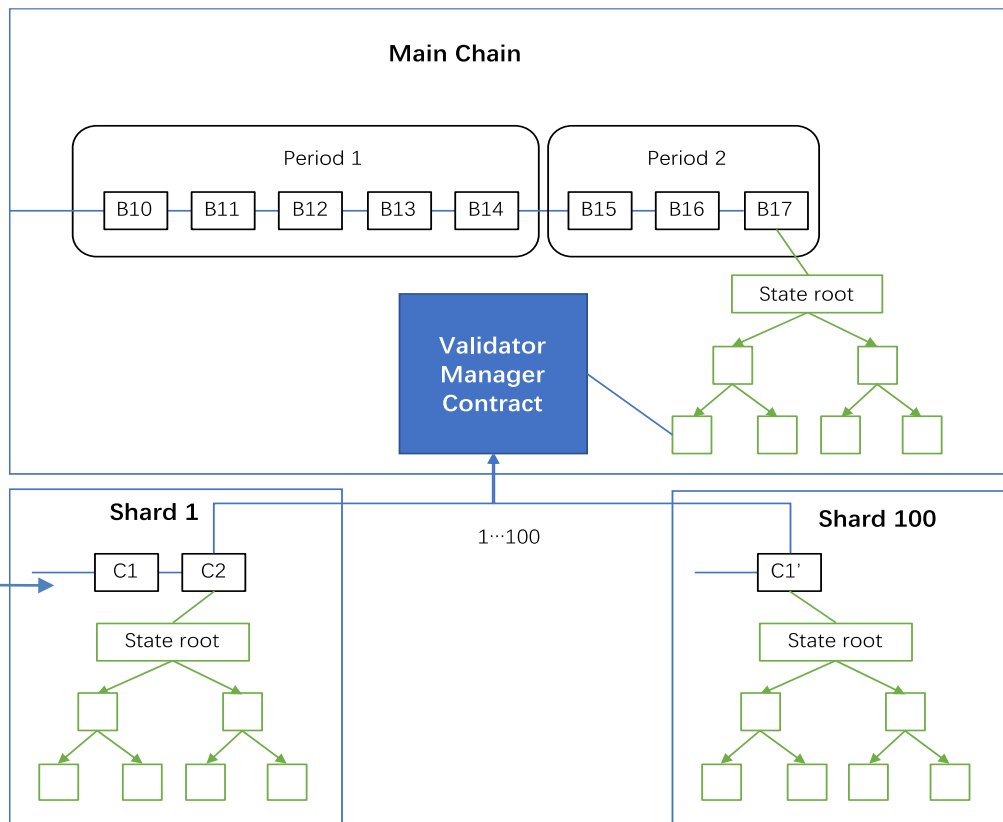 Main Chain
Period 1
Period 2
B10
B11
B12
B13
B14
B15
B16
B17
State root
Validator
Manager
Contract
Shard 1
1···100
Shard 100
C1
C2
C1’
State root
State root